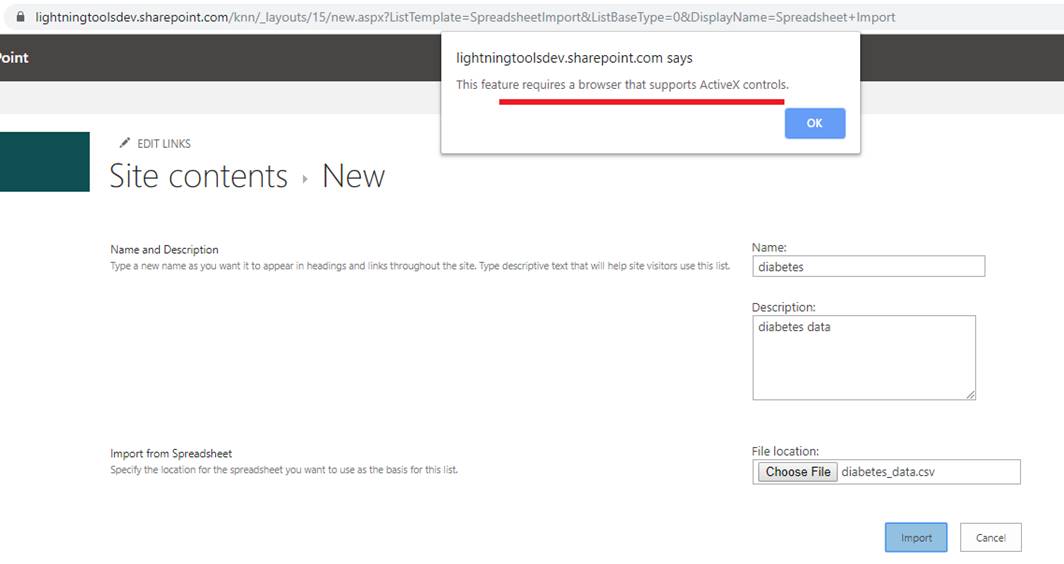 lightningtoolsdev.sharepoint.com/knn/_layouts/15/new.aspx?ListTemplate=SpreadsheetImport&ListBaseType=0&DisplayName=Spreadsheet+Import
Point
lightningtoolsdev.sharepoint.com says
This feature requires a browser that supports ActiveX controls.
OK
EDIT LINKS
Site contents › New
Name and Description
Type a new name as you want it to appear in headings and links throughout the site. Type descriptive text that will help site visitors use this list.
Name:
diabetes
Description:
diabetes data
Import from Spreadsheet
Specify the location for the spreadsheet you want to use as the basis for this list.
File location:
Choose File diabetes_data.csv
Import Cancel